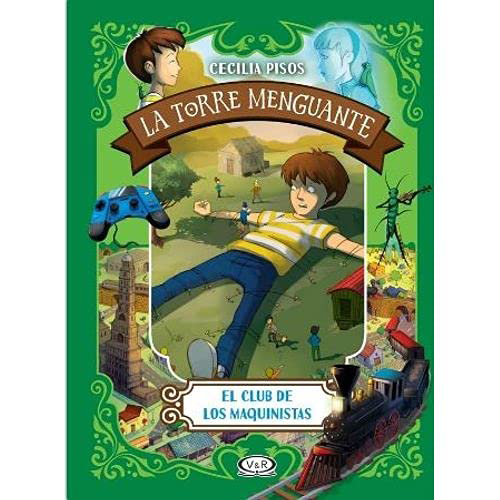 CECILIA PISOS
LA TORRE MENGUANTE
EL CLUB DE
LOS MAQUINISTAS
V&R